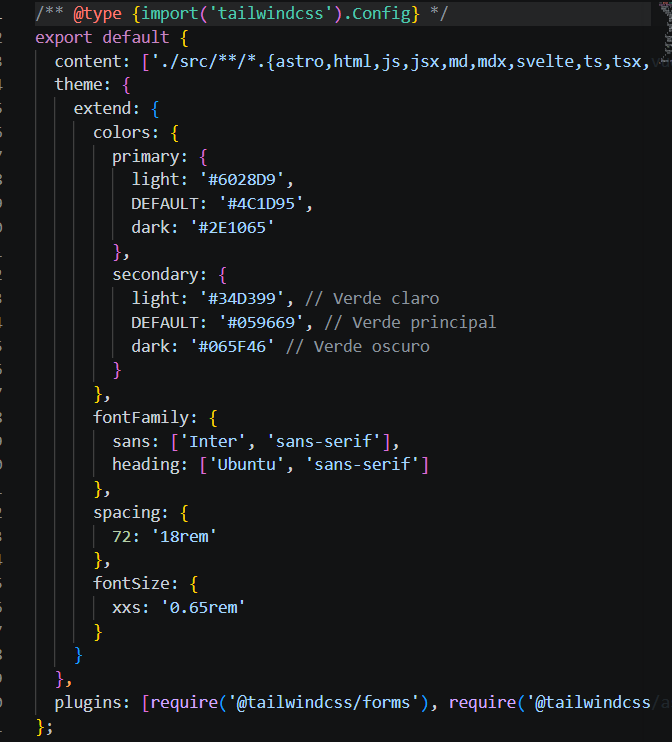 /** @type {import('tailwindcss').Config} */
export default {
content: ['./src/**/*.{astro,html,js,jsx,md,mdx,svelte,ts,tsx,
theme: {
extend: {
colors: {
primary: {
light: '#6028D9',
DEFAULT: '#4C1D95',
dark: '#2E1065'
},
secondary: {
light: '#34D399', // Verde claro
DEFAULT: '#059669', // Verde principal
dark: '#065F46' // Verde oscuro
}
},
fontFamily: {
sans: ['Inter', 'sans-serif'],
heading: ['Ubuntu', 'sans-serif']
},
spacing: {
72: '18rem'
},
fontSize: {
xxs: '0.65rem'
}
}
},
plugins: [require('@tailwindcss/forms'), require('@tailwindcss/a
};